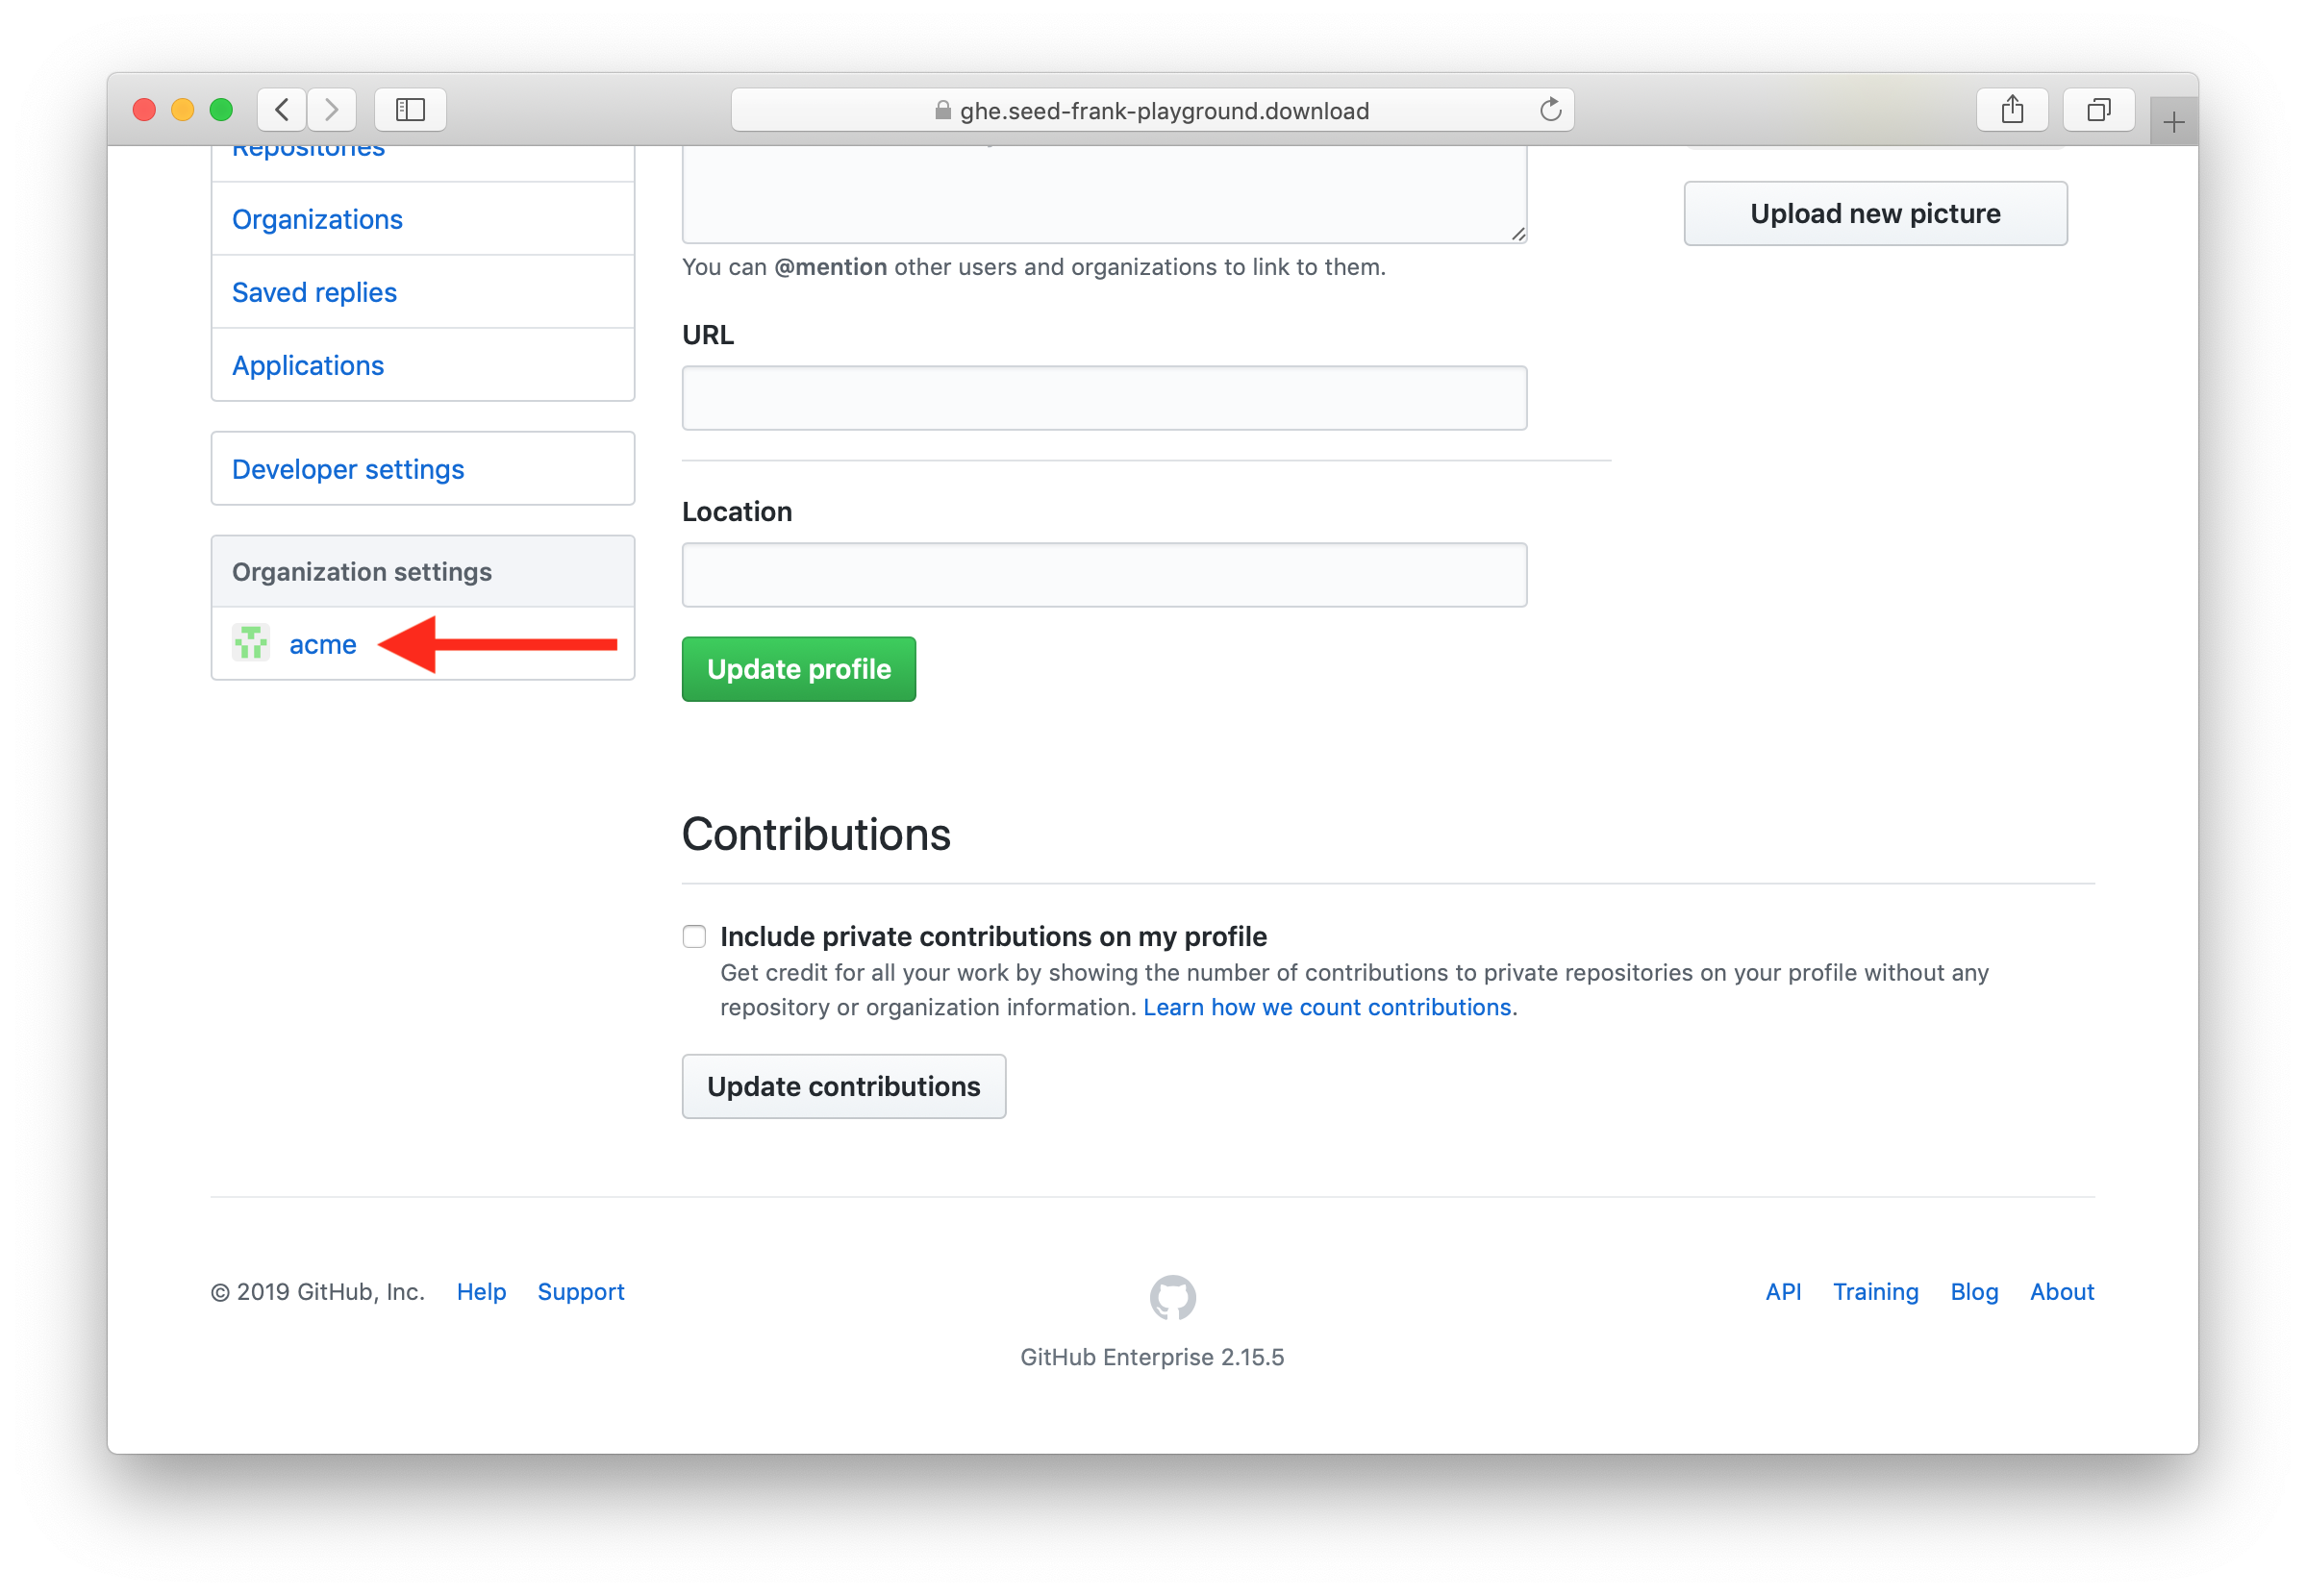 ghe.seed-frank-playground.download
Repositories
Organizations
Saved replies
Applications
Developer settings
Organization settings
acme
Upload new picture
You can @mention other users and organizations to link to them.
URL
Location
Update profile
Contributions
Include private contributions on my profile
Get credit for all your work by showing the number of contributions to private repositories on your profile without any
repository or organization information. Learn how we count contributions.
Update contributions
© 2019 GitHub, Inc. Help Support
API Training Blog About
GitHub Enterprise 2.15.5